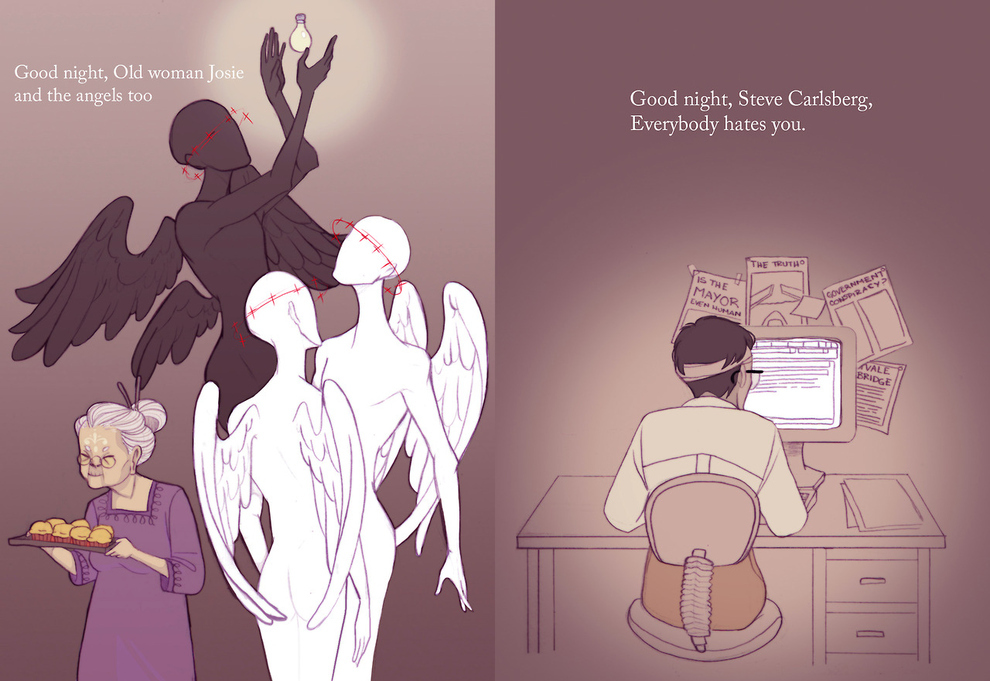 Good night, Old woman Josie
and the angels too
Good night, Steve Carlsberg,
Everybody hates you.
IS THE
MAYOR
EVEN HUMAN
THE TRUTH
GOVERNMENT
CONSPIRACY?
VALE
BRIDGE